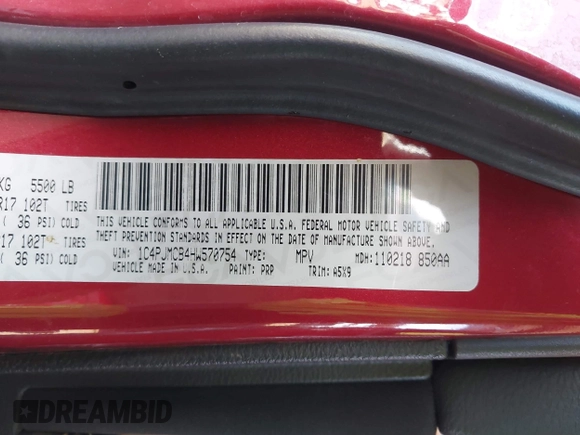 KG 5500 LB
R17 102T TIRES
( 36 PSI) COLD
R17 102T TIRES
( 36 PSI) COLD
THIS VEHICLE CONFORMS TO ALL APPLICABLE U.S.A. FEDERAL MOTOR VEHICLE SAFETY AND
THEFT PREVENTION STANDARDS IN EFFECT ON THE DATE OF MANUFACTURE SHOWN ABOVE.
VIN: 1C4PJMCB4HW570754 TYPE: MPV MDH: 110218 850AA
MADE IN U.S.A. PAINT: PRP TRIM: A5X9
DREAMBID